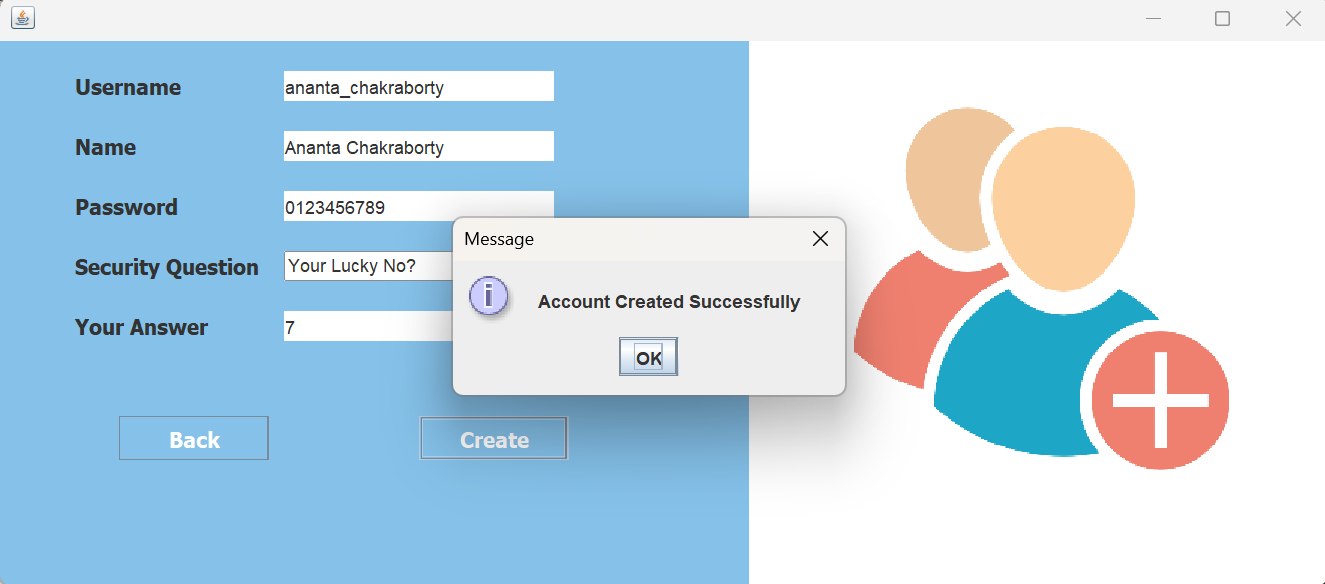 Username ananta_chakraborty
Name Ananta Chakraborty
Password 0123456789
Security Question Your Lucky No?
Your Answer 7
Message
Account Created Successfully
OK
Back Create